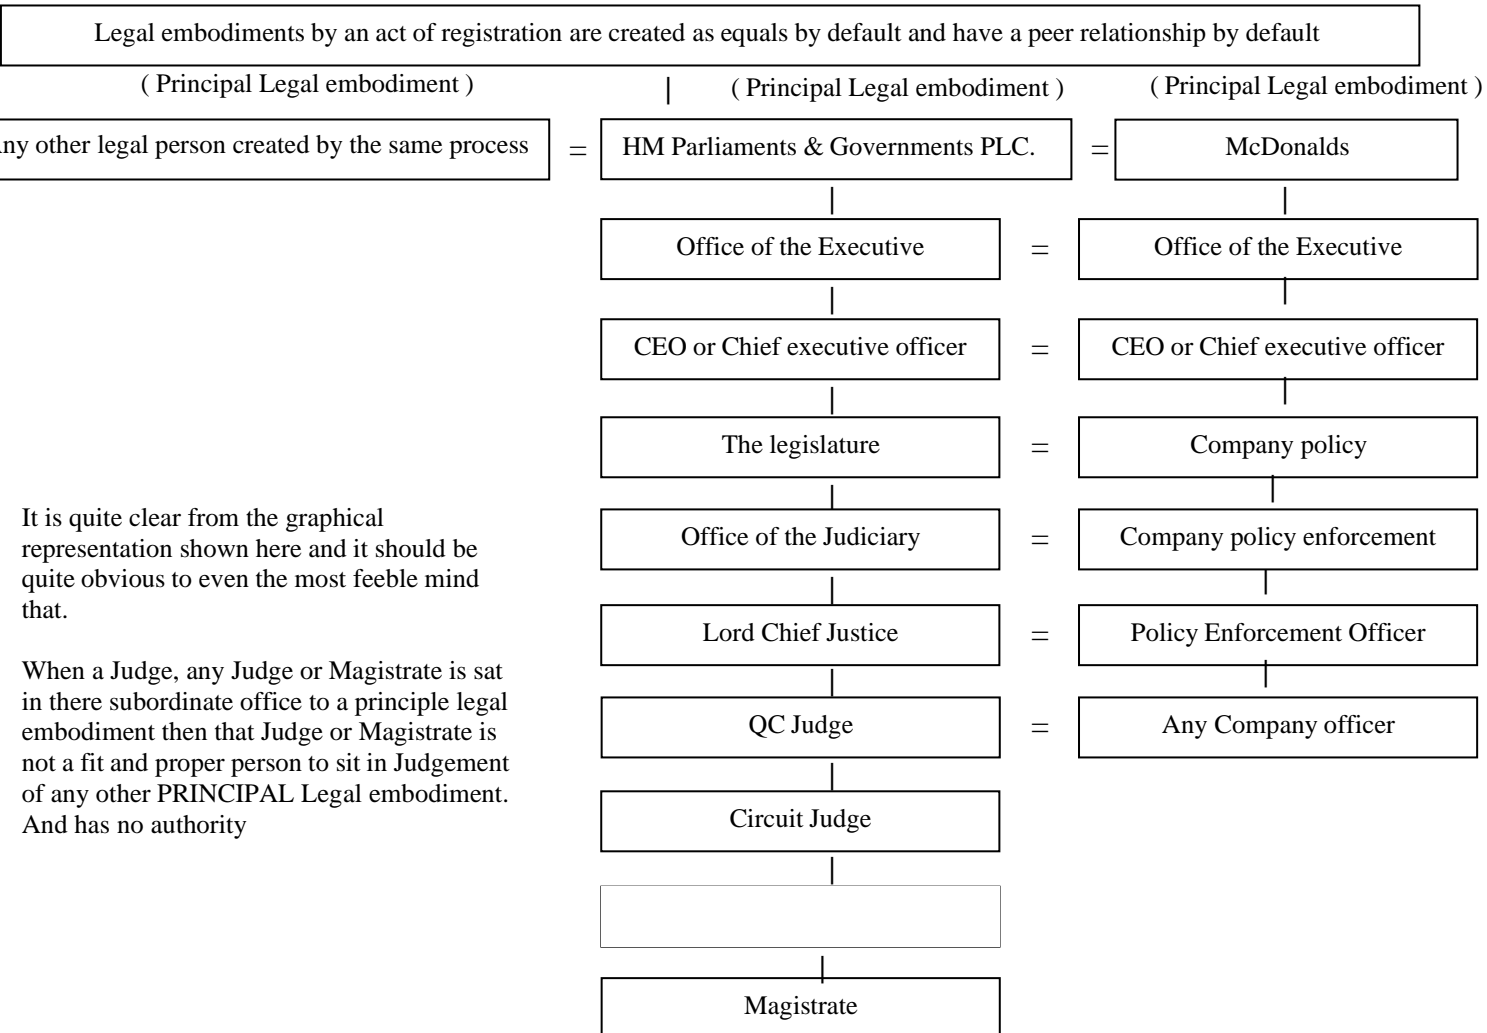 Legal embodiments by an act of registration are created as equals by default and have a peer relationship by default
( Principal Legal embodiment ) | ( Principal Legal embodiment ) ( Principal Legal embodiment )
ny other legal person created by the same process = HM Parliaments & Governments PLC. = McDonalds
Office of the Executive = Office of the Executive
CEO or Chief executive officer = CEO or Chief executive officer
The legislature = Company policy
Office of the Judiciary = Company policy enforcement
Lord Chief Justice = Policy Enforcement Officer
QC Judge = Any Company officer
Circuit Judge
Magistrate
It is quite clear from the graphical
representation shown here and it should be
quite obvious to even the most feeble mind
that.
When a Judge, any Judge or Magistrate is sat
in there subordinate office to a principle legal
embodiment then that Judge or Magistrate is
not a fit and proper person to sit in Judgement
of any other PRINCIPAL Legal embodiment.
And has no authority